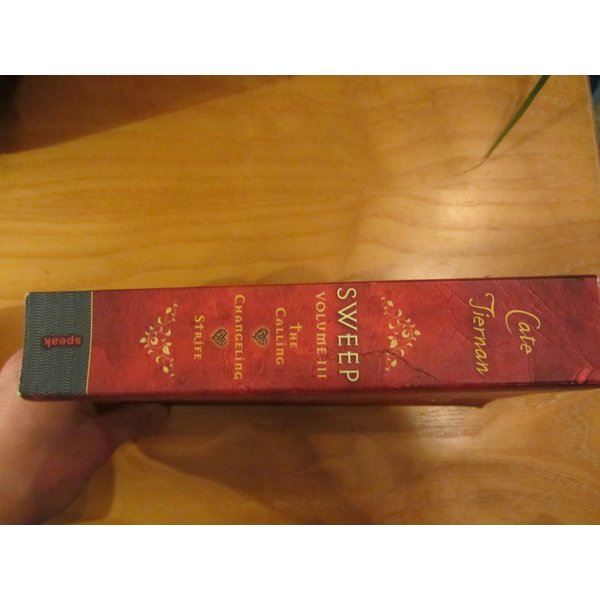 Cate
Tiernan
SWEEP
VOLUME III
THE
CALLING
CHANGELING
STRIFE
speak